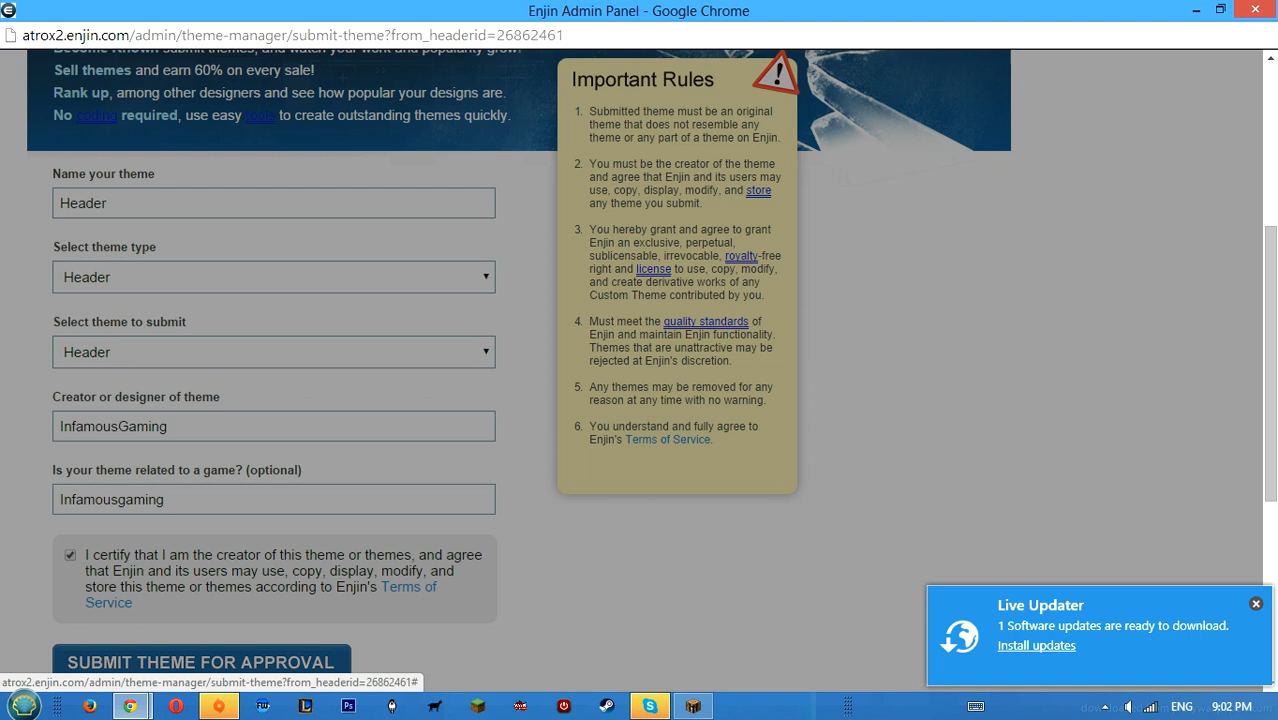 Enjin Admin Panel - Google Chrome
atrox2.enjin.com/admin/theme-manager/submit-theme?from_headerid=26862461
Become Known submit themes, and watch your work and popularity grow!
Sell themes and earn 60% on every sale!
Rank up, among other designers and see how popular your designs are.
No coding required, use easy tools to create outstanding themes quickly.
Name your theme
Header
Select theme type
Header
Select theme to submit
Header
Creator or designer of theme
InfamousGaming
Is your theme related to a game? (optional)
Infamousgaming
I certify that I am the creator of this theme or themes, and agree
that Enjin and its users may use, copy, display, modify, and
store this theme or themes according to Enjin's Terms of
Service
SUBMIT THEME FOR APPROVAL
Important Rules
1. Submitted theme must be an original
theme that does not resemble any
theme or any part of a theme on Enjin.
2. You must be the creator of the theme
and agree that Enjin and its users may
use, copy, display, modify, and store
any theme you submit.
3. You hereby grant and agree to grant
Enjin an exclusive, perpetual,
sublicensable, irrevocable, royalty-free
right and license to use, copy, modify,
and create derivative works of any
Custom Theme contributed by you.
4. Must meet the quality standards of
Enjin and maintain Enjin functionality.
Themes that are unattractive may be
rejected at Enjin's discretion.
5. Any themes may be removed for any
reason at any time with no warning.
6. You understand and fully agree to
Enjin's Terms of Service.
Live Updater
1 Software updates are ready to download.
Install updates
atrox2.enjin.com/admin/theme-manager/submit-theme?from_headerid=26862461#
Ps
ENG
9:02 PM